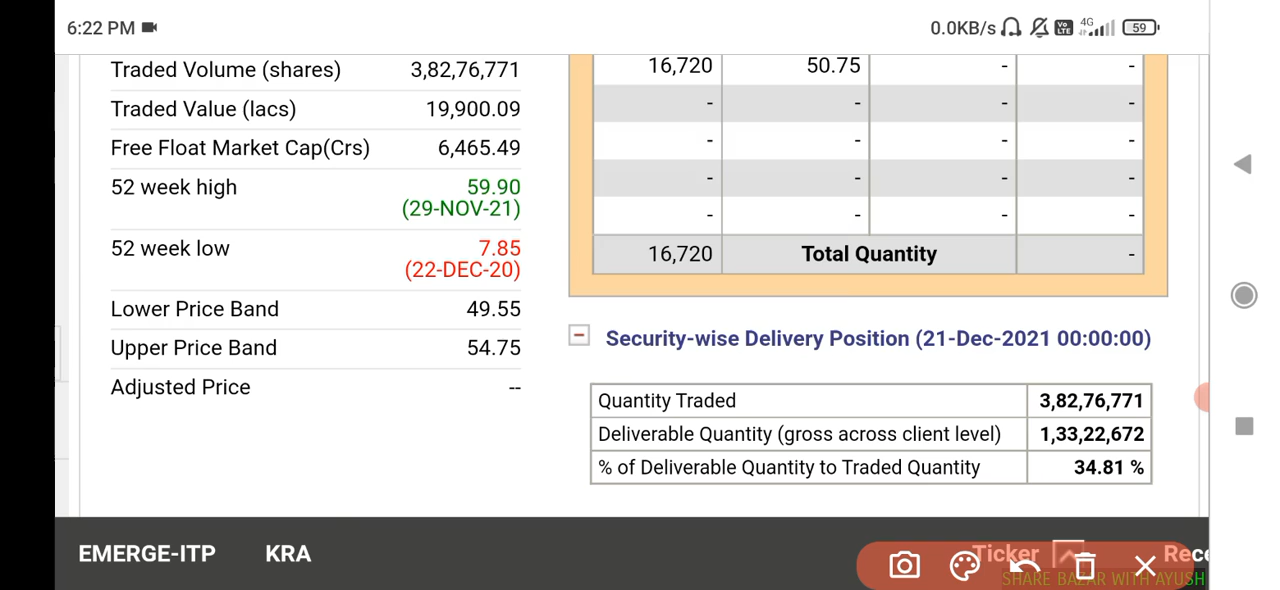 6:22 PM
0.0KB/s Vo LTE 4G 59
Traded Volume (shares) 3,82,76,771
Traded Value (lacs) 19,900.09
Free Float Market Cap(Crs) 6,465.49
52 week high 59.90
(29-NOV-21)
52 week low 7.85
(22-DEC-20)
Lower Price Band 49.55
Upper Price Band 54.75
Adjusted Price --
16,720 50.75 - -
- - - -
- - - -
- - - -
- - - -
16,720 Total Quantity -
Security-wise Delivery Position (21-Dec-2021 00:00:00)
Quantity Traded 3,82,76,771
Deliverable Quantity (gross across client level) 1,33,22,672
% of Deliverable Quantity to Traded Quantity 34.81 %
EMERGE-ITP KRA Ticker Rece
SHARE BAZAR WITH AYUSH